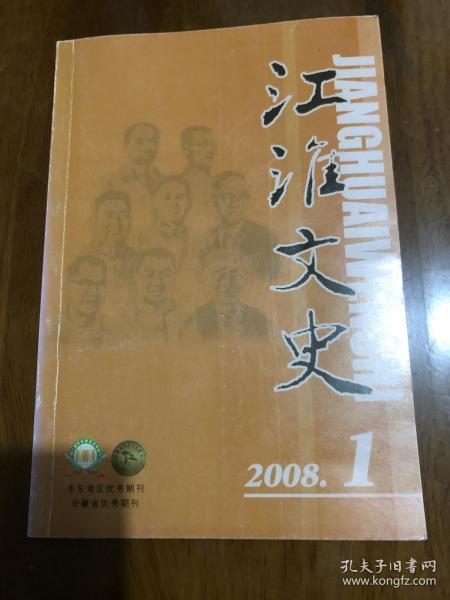 江淮文史
JIANGHUAIWENSHI
2008. 1
华东地区优秀期刊
安徽省优秀期刊
孔夫子旧书网
www.kongfz.com